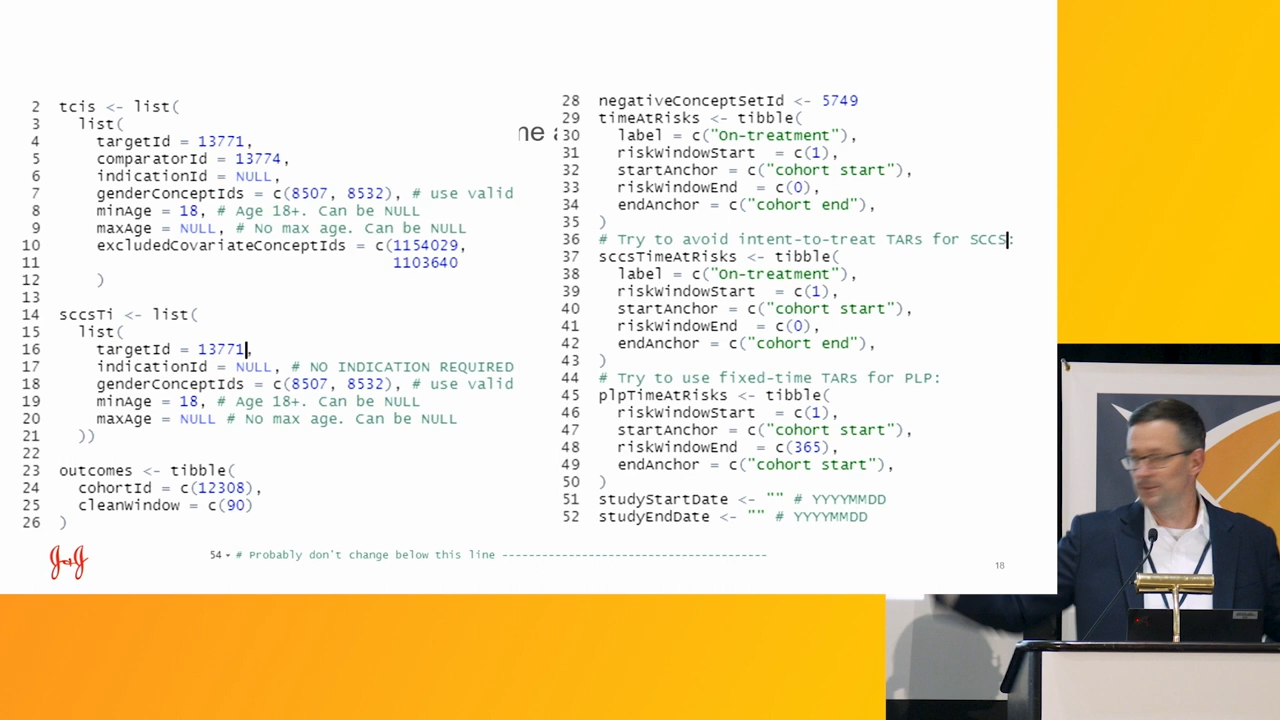 2 tcis <- list(
3 list(
4 targetId = 13771,
5 comparatorId = 13774,
6 indicationId = NULL,
7 genderConceptIds = c(8507, 8532), # use valid
8 minAge = 18, # Age 18+. Can be NULL
9 maxAge = NULL, # No max age. Can be NULL
10 excludedCovariateConceptIds = c(1154029,
11 1103640
12 )
13
14 sccsTi <- list(
15 list(
16 targetId = 13771,
17 indicationId = NULL, # NO INDICATION REQUIRED
18 genderConceptIds = c(8507, 8532), # use valid
19 minAge = 18, # Age 18+. Can be NULL
20 maxAge = NULL # No max age. Can be NULL
21 ))
22
23 outcomes <- tibble(
24 cohortId = c(12308),
25 cleanWindow = c(90)
26 )
28 negativeConceptSetId <- 5749
29 timeAtRisks <- tibble(
30 label = c("On-treatment"),
31 riskWindowStart = c(1),
32 startAnchor = c("cohort start"),
33 riskWindowEnd = c(0),
34 endAnchor = c("cohort end"),
35 )
36 # Try to avoid intent-to-treat TARs for SCCS:
37 sccsTimeAtRisks <- tibble(
38 label = c("On-treatment"),
39 riskWindowStart = c(1),
40 startAnchor = c("cohort start"),
41 riskWindowEnd = c(0),
42 endAnchor = c("cohort end"),
43 )
44 # Try to use fixed-time TARs for PLP:
45 plpTimeAtRisks <- tibble(
46 riskWindowStart = c(1),
47 startAnchor = c("cohort start"),
48 riskWindowEnd = c(365),
49 endAnchor = c("cohort start"),
50 )
51 studyStartDate <- "" # YYYYMMDD
52 studyEndDate <- "" # YYYYMMDD
54 # Probably don't change below this line ---------------------------------------
J&J
18